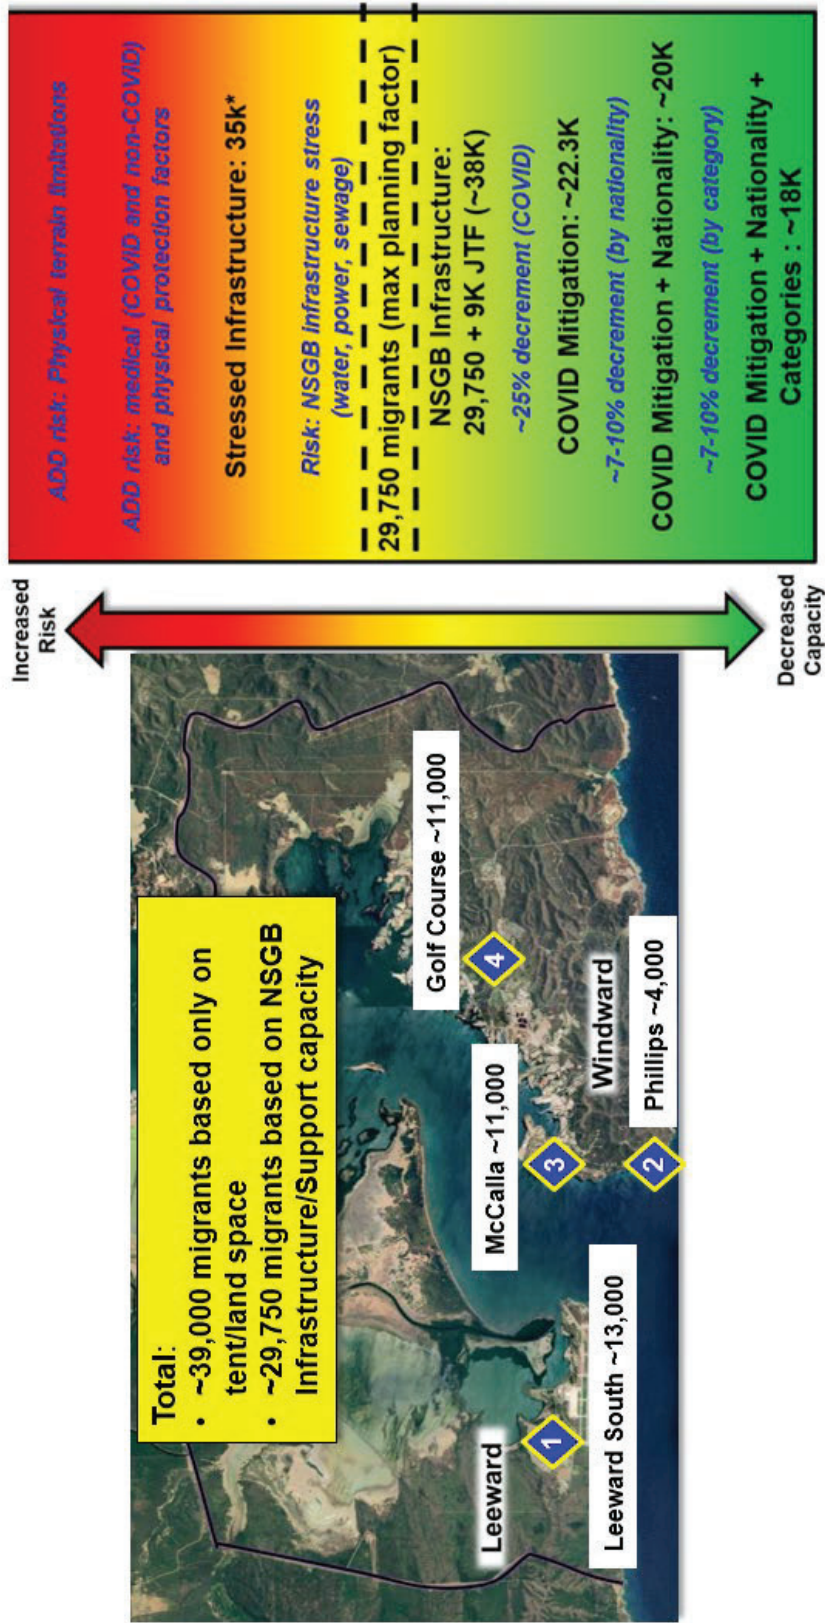 Total:
• ~39,000 migrants based only on
tent/land space
• ~29,750 migrants based on NSGB
Infrastructure/Support capacity
Leeward
1
Leeward South ~13,000
McCalla ~11,000
3
2
Phillips ~4,000
Windward
Golf Course ~11,000
4
Increased
Risk
Decreased
Capacity
ADD risk: Physical terrain limitations
ADD risk: medical (COVID and non-COVID)
and physical protection factors
Stressed Infrastructure: 35k*
Risk: NSGB infrastructure stress
(water, power, sewage)
29,750 migrants (max planning factor)
NSGB Infrastructure:
29,750 + 9K JTF (~38K)
~25% decrement (COVID)
COVID Mitigation: ~22.3K
~7-10% decrement (by nationality)
COVID Mitigation + Nationality: ~20K
~7-10% decrement (by category)
COVID Mitigation + Nationality +
Categories : ~18K